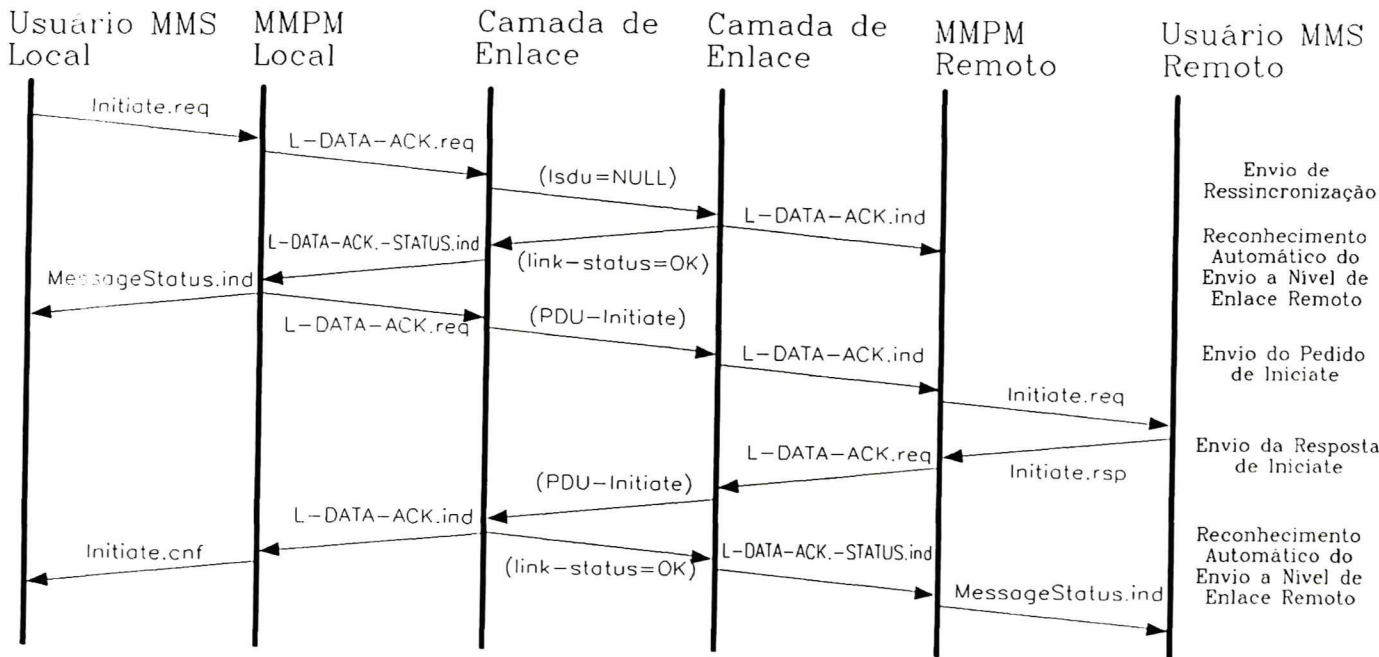 Usuário MMS
Local
MMPM
Local
Camada de
Enlace
Camada de
Enlace
MMPM
Remoto
Usuário MMS
Remoto
Initiate.req
L-DATA-ACK.req
(lsdu=NULL)
L-DATA-ACK.ind
Envio de
Ressincronização
L-DATA-ACK.-STATUS.ind
(link-status=OK)
MessageStatus.ind
Reconhecimento
Automático do
Envio a Nivel de
Enlace Remoto
L-DATA-ACK.req
(PDU-Initiate)
L-DATA-ACK.ind
Initiate.req
Envio do Pedido
de Iniciate
L-DATA-ACK.req
Initiate.rsp
Envio da Resposta
de Iniciate
(PDU-Initiate)
L-DATA-ACK.ind
Initiate.cnf
(link-status=OK)
L-DATA-ACK.-STATUS.ind
MessageStatus.ind
Reconhecimento
Automático do
Envio a Nivel de
Enlace Remoto